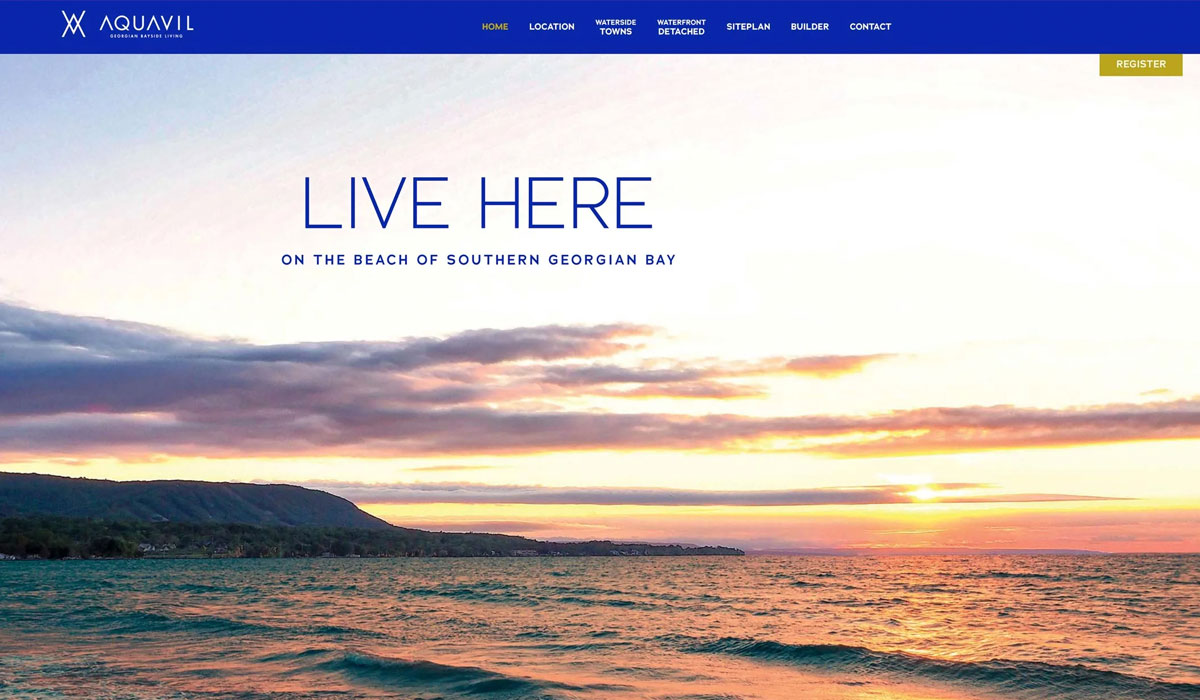 AQUAVIL
GEORGIAN BAYSIDE LIVING
HOME
LOCATION
WATERSIDE
TOWNS
WATERFRONT
DETACHED
SITEPLAN
BUILDER
CONTACT
REGISTER
LIVE HERE
ON THE BEACH OF SOUTHERN GEORGIAN BAY